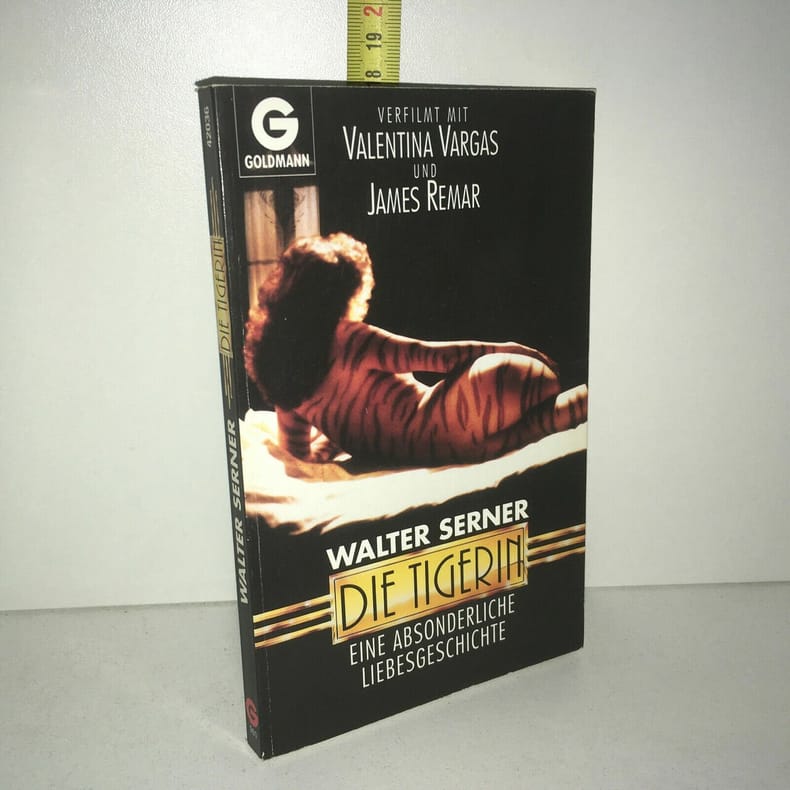 8 19 2
G
GOLDMANN
VERFILMT MIT
VALENTINA VARGAS
UND
JAMES REMAR
WALTER SERNER
DIE TIGERIN
EINE ABSONDERLICHE
LIEBESGESCHICHTE
42036
DIE TIGERIN
WALTER SERNER
G